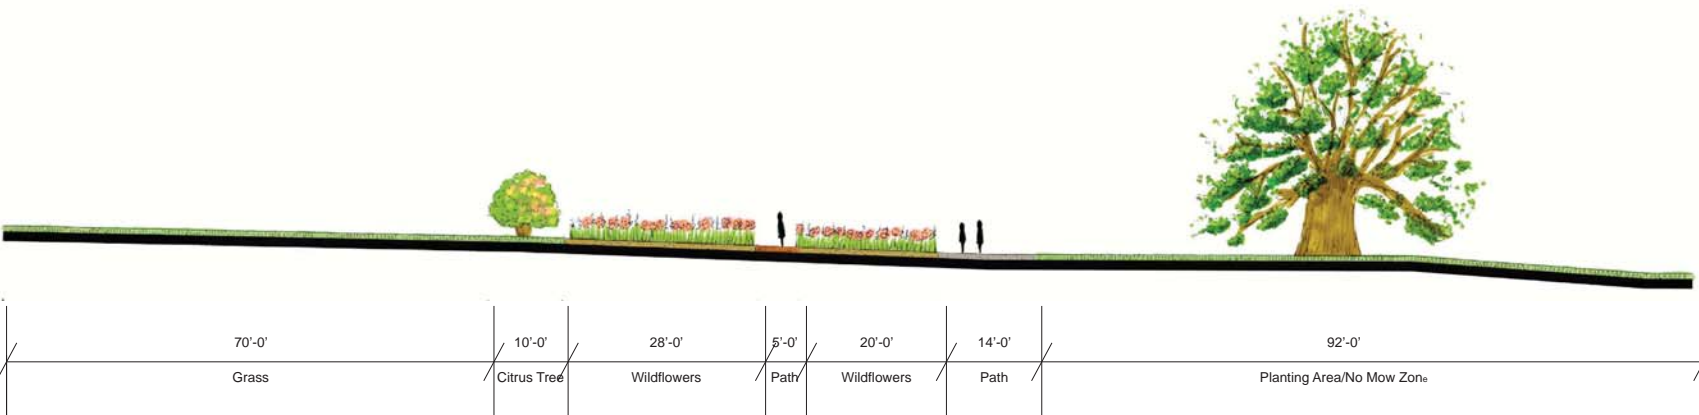 70'-0' 10'-0' 28'-0' 5'-0' 20'-0' 14'-0' 92'-0'
Grass Citrus Tree Wildflowers Path Wildflowers Path Planting Area/No Mow Zone